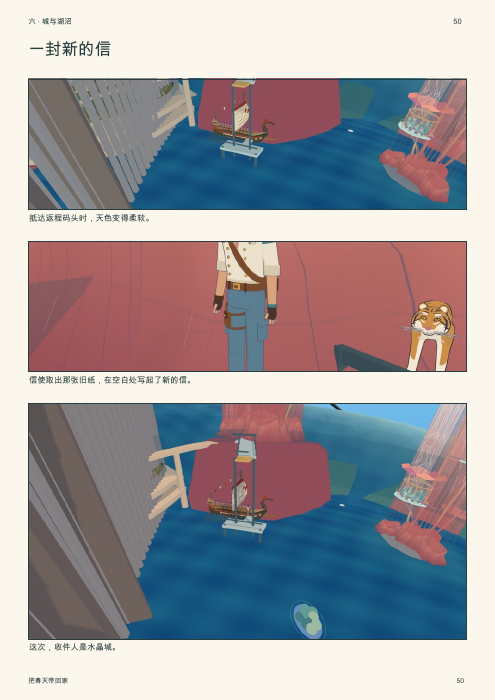 六 · 城与湖沼
50
一封新的信
抵达返程码头时，天色变得柔软。
信使取出那张旧纸，在空白处写起了新的信。
这次，收件人是水晶城。
把春天带回家
50